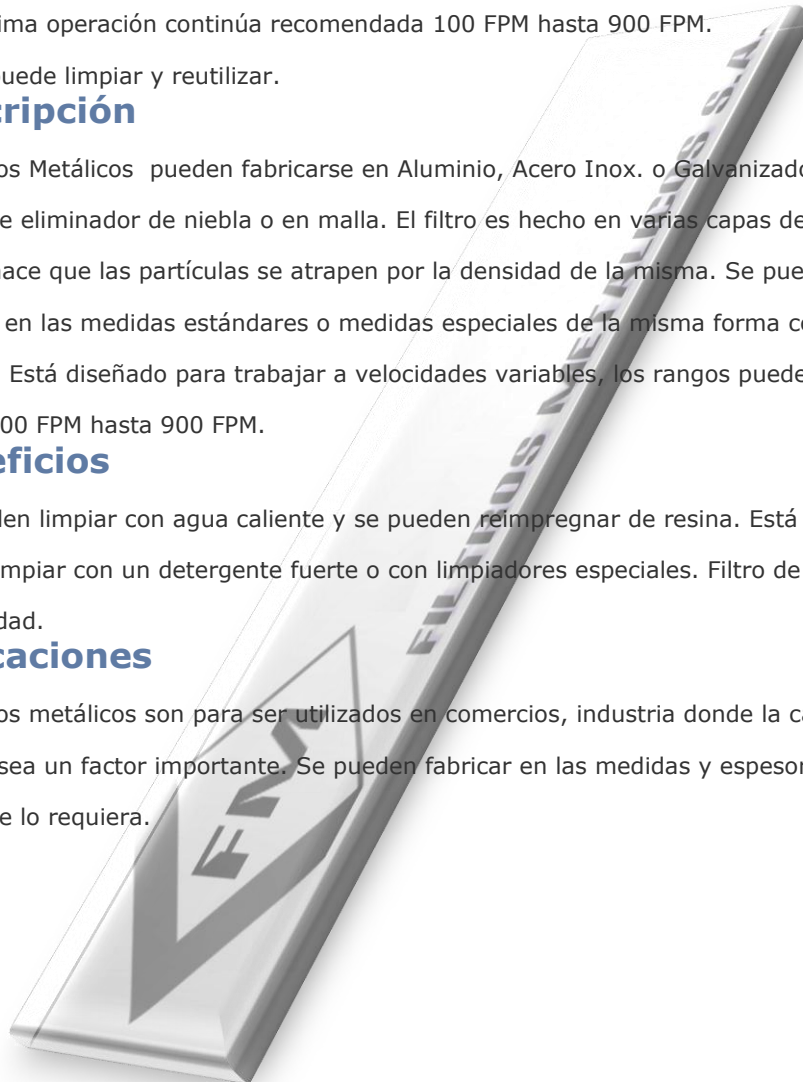 ima operación continúa recomendada 100 FPM hasta 900 FPM.
uede limpiar y reutilizar.
cripción
os Metálicos pueden fabricarse en Aluminio, Acero Inox. o Galvanizado
e eliminador de niebla o en malla. El filtro es hecho en varias capas de
hace que las partículas se atrapen por la densidad de la misma. Se pue
en las medidas estándares o medidas especiales de la misma forma c
Está diseñado para trabajar a velocidades variables, los rangos puede
00 FPM hasta 900 FPM.
eficios
len limpiar con agua caliente y se pueden reimpregnar de resina. Está
mpiar con un detergente fuerte o con limpiadores especiales. Filtro de
dad.
caciones
os metálicos son para ser utilizados en comercios, industria donde la ca
sea un factor importante. Se pueden fabricar en las medidas y espesor
e lo requiera.
FILTROS METALICOS S.A.
FM